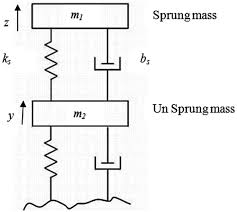 z m₁ Sprung mass
kₛ bₛ
y m₂ Un Sprung mass